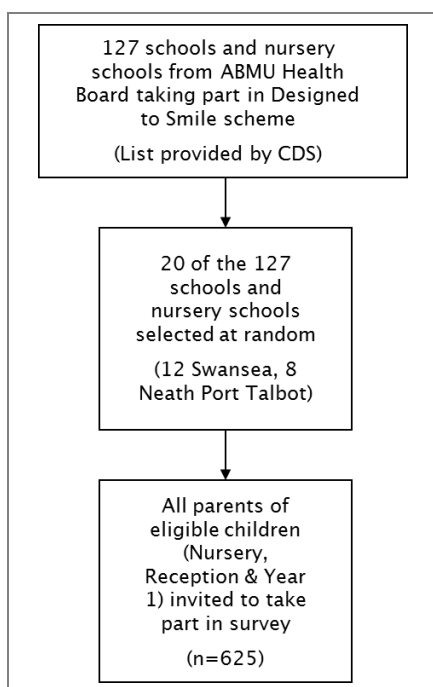 127 schools and nursery
schools from ABMU Health
Board taking part in Designed
to Smile scheme
(List provided by CDS)
20 of the 127
schools and
nursery schools
selected at random
(12 Swansea, 8
Neath Port Talbot)
All parents of
eligible children
(Nursery,
Reception & Year
1) invited to take
part in survey
(n=625)